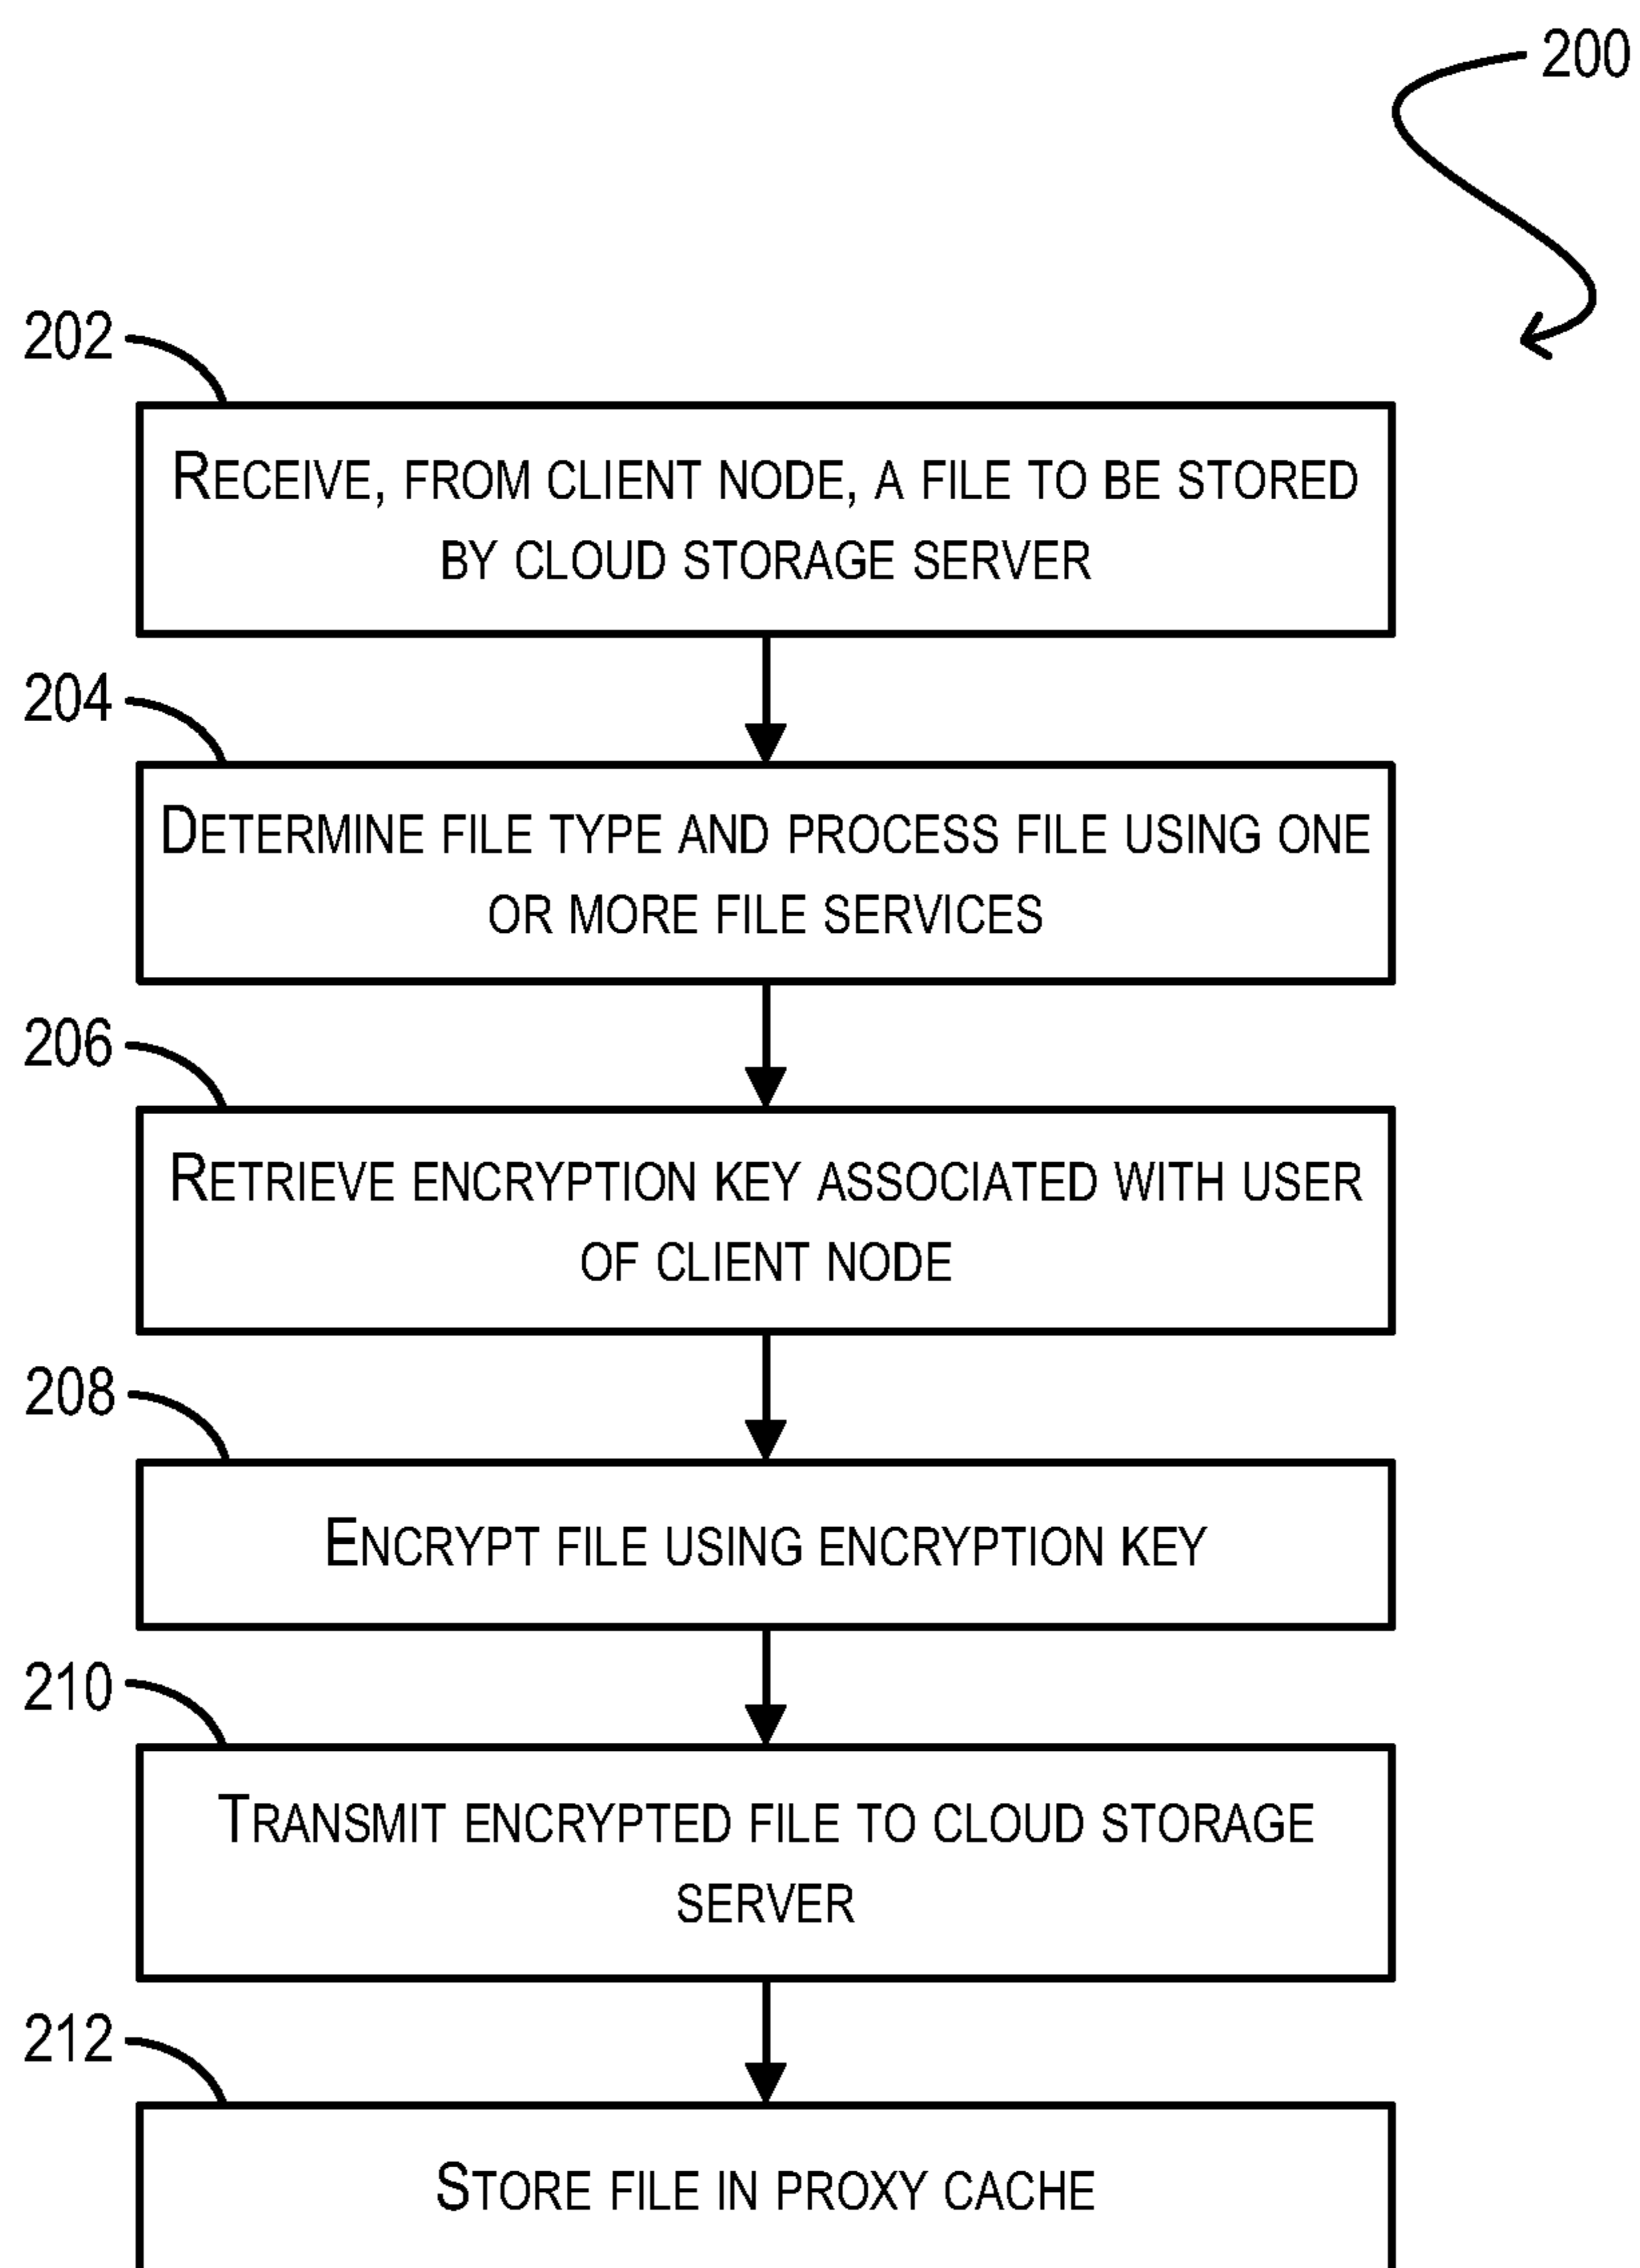 200
202
RECEIVE, FROM CLIENT NODE, A FILE TO BE STORED
BY CLOUD STORAGE SERVER
204
DETERMINE FILE TYPE AND PROCESS FILE USING ONE
OR MORE FILE SERVICES
206
RETRIEVE ENCRYPTION KEY ASSOCIATED WITH USER
OF CLIENT NODE
208
ENCRYPT FILE USING ENCRYPTION KEY
210
TRANSMIT ENCRYPTED FILE TO CLOUD STORAGE
SERVER
212
STORE FILE IN PROXY CACHE